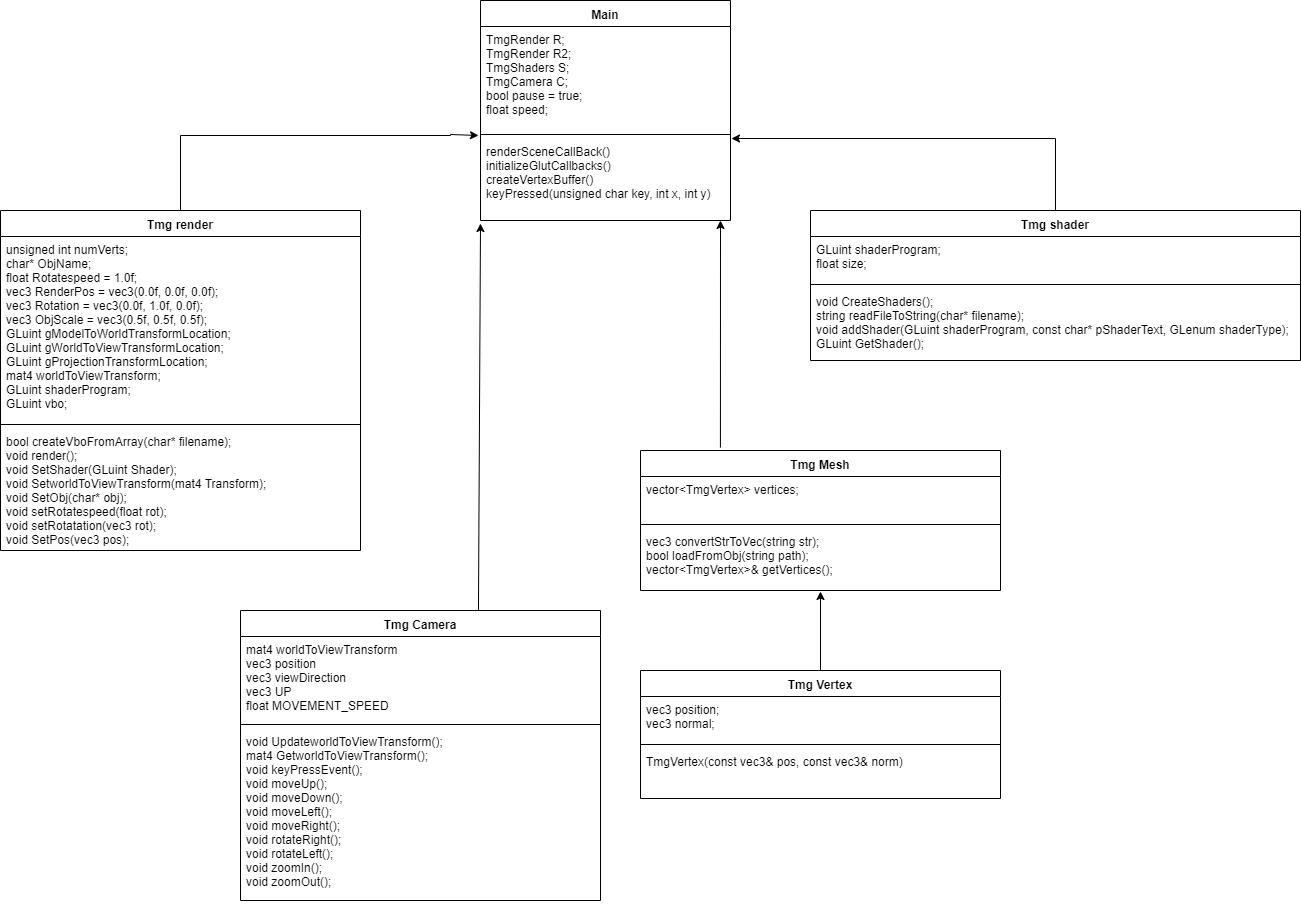 Main
TmgRender R;
TmgRender R2;
TmgShaders S;
TmgCamera C;
bool pause = true;
float speed;
renderSceneCallBack()
initializeGlutCallbacks()
createVertexBuffer()
keyPressed(unsigned char key, int x, int y)
Tmg render
unsigned int numVerts;
char* ObjName;
float Rotatespeed = 1.0f;
vec3 RenderPos = vec3(0.0f, 0.0f, 0.0f);
vec3 Rotation = vec3(0.0f, 1.0f, 0.0f);
vec3 ObjScale = vec3(0.5f, 0.5f, 0.5f);
GLuint gModelToWorldTransformLocation;
GLuint gWorldToViewTransformLocation;
GLuint gProjectionTransformLocation;
mat4 worldToViewTransform;
GLuint shaderProgram;
GLuint vbo;
bool createVboFromArray(char* filename);
void render();
void SetShader(GLuint Shader);
void SetworldToViewTransform(mat4 Transform);
void SetObj(char* obj);
void setRotatespeed(float rot);
void setRotatation(vec3 rot);
void SetPos(vec3 pos);
Tmg shader
GLuint shaderProgram;
float size;
void CreateShaders();
string readFileToString(char* filename);
void addShader(GLuint shaderProgram, const char* pShaderText, GLenum shaderType);
GLuint GetShader();
Tmg Mesh
vector<TmgVertex> vertices;
vec3 convertStrToVec(string str);
bool loadFromObj(string path);
vector<TmgVertex>& getVertices();
Tmg Camera
mat4 worldToViewTransform
vec3 position
vec3 viewDirection
vec3 UP
float MOVEMENT_SPEED
void UpdateworldToViewTransform();
mat4 GetworldToViewTransform();
void keyPressEvent();
void moveUp();
void moveDown();
void moveLeft();
void moveRight();
void rotateRight();
void rotateLeft();
void zoomIn();
void zoomOut();
Tmg Vertex
vec3 position;
vec3 normal;
TmgVertex(const vec3& pos, const vec3& norm)